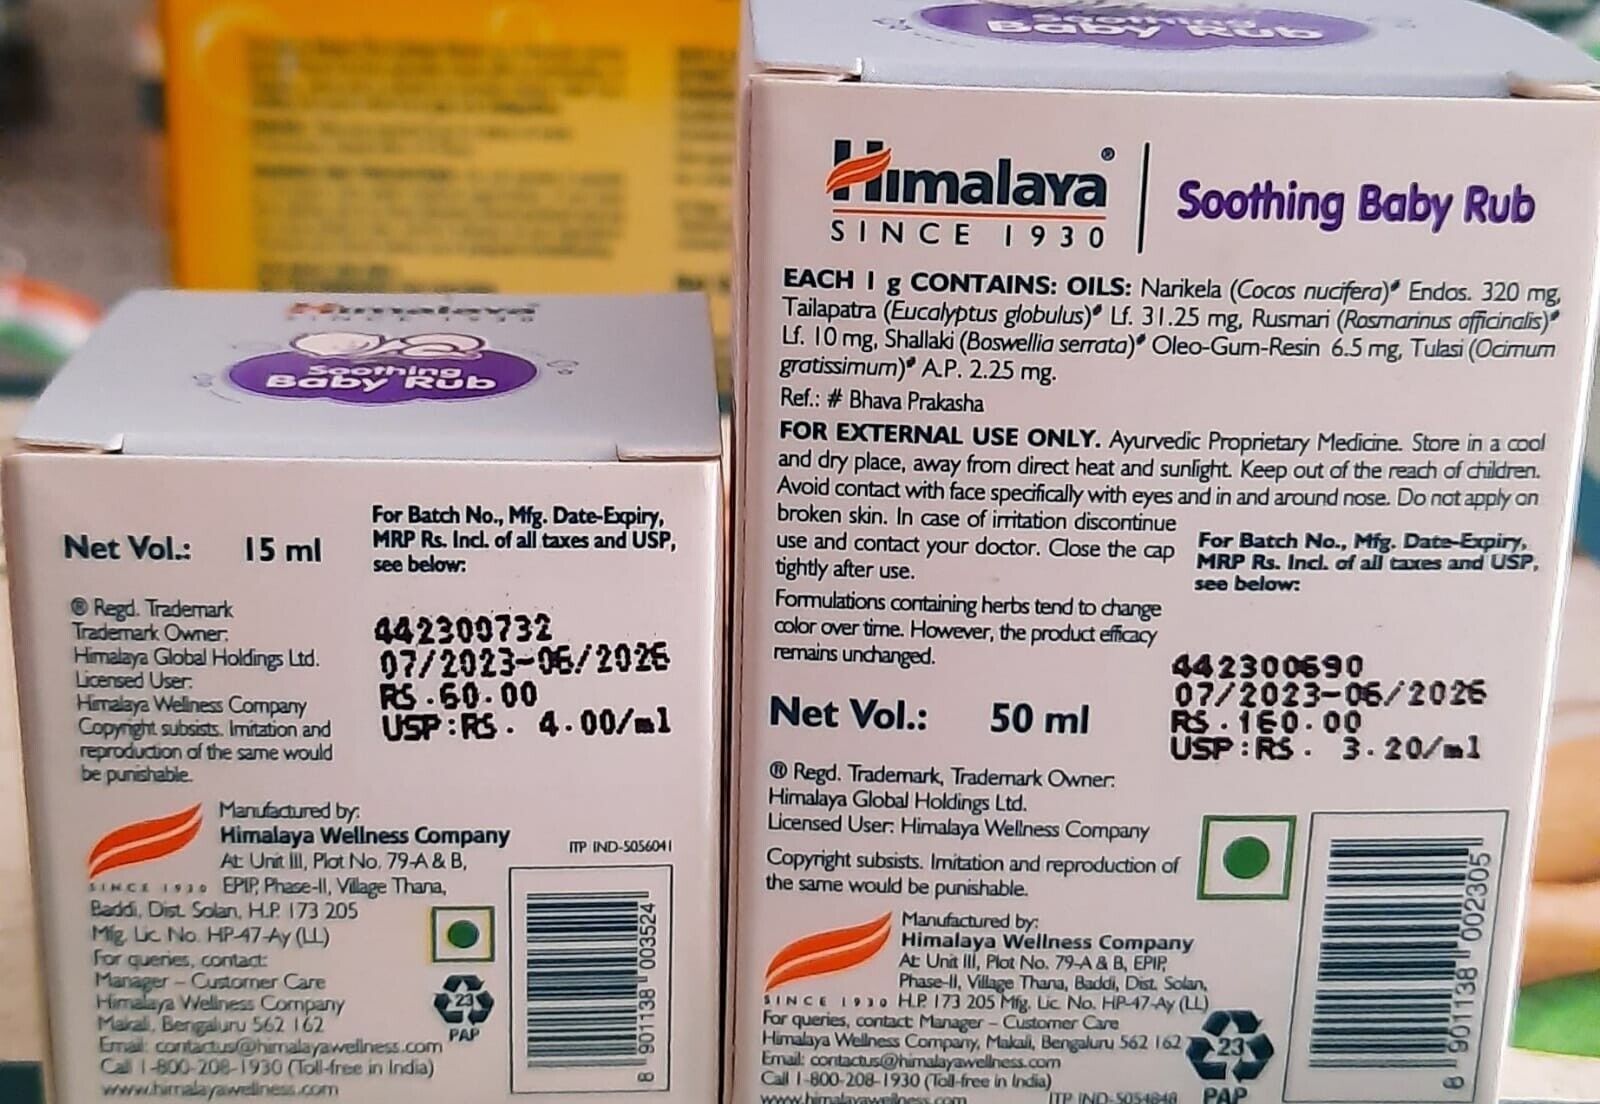 Himalaya
SINCE 1930
Soothing
Baby Rub
Net Vol.: 15 ml
For Batch No., Mfg. Date-Expiry,
MRP Rs. Incl. of all taxes and USP,
see below:
442300732
07/2023-06/2026
RS.60.00
USP:RS. 4.00/ml
® Regd. Trademark
Trademark Owner:
Himalaya Global Holdings Ltd.
Licensed User:
Himalaya Wellness Company
Copyright subsists. Imitation and
reproduction of the same would
be punishable.
Manufactured by:
Himalaya Wellness Company
At: Unit III, Plot No. 79-A & B,
SINCE 1930 EPIP, Phase-II, Village Thana,
Baddi, Dist. Solan, H.P. 173 205
Mfg. Lic. No. HP-47-Ay (LL)
For queries, contact:
Manager – Customer Care
Himalaya Wellness Company
Makali, Bengaluru 562 162
Email: contactus@himalayawellness.com
Call 1-800-208-1930 (Toll-free in India)
www.himalayawellness.com
ITP IND-5056041
23
PAP
8 901138 003524
Soothing
Baby Rub
Himalaya®
SINCE 1930
Soothing Baby Rub
EACH 1 g CONTAINS: OILS: Narikela (Cocos nucifera)# Endos. 320 mg,
Tailapatra (Eucalyptus globulus)# Lf. 31.25 mg, Rusmari (Rosmarinus officinalis)#
Lf. 10 mg, Shallaki (Boswellia serrata)# Oleo-Gum-Resin 6.5 mg, Tulasi (Ocimum
gratissimum)# A.P. 2.25 mg.
Ref.: # Bhava Prakasha
FOR EXTERNAL USE ONLY. Ayurvedic Proprietary Medicine. Store in a cool
and dry place, away from direct heat and sunlight. Keep out of the reach of children.
Avoid contact with face specifically with eyes and in and around nose. Do not apply on
broken skin. In case of irritation discontinue
use and contact your doctor. Close the cap
tightly after use.
Formulations containing herbs tend to change
color over time. However, the product efficacy
remains unchanged.
For Batch No., Mfg. Date-Expiry,
MRP Rs. Incl. of all taxes and USP,
see below:
442300690
07/2023-06/2026
RS.160.00
USP:RS. 3.20/ml
Net Vol.: 50 ml
® Regd. Trademark, Trademark Owner:
Himalaya Global Holdings Ltd.
Licensed User: Himalaya Wellness Company
Copyright subsists. Imitation and reproduction of
the same would be punishable.
Manufactured by:
Himalaya Wellness Company
At: Unit III, Plot No. 79-A & B, EPIP,
Phase-II, Village Thana, Baddi, Dist. Solan,
SINCE 1930 H.P. 173 205 Mfg. Lic. No. HP-47-Ay (LL)
For queries, contact: Manager – Customer Care
Himalaya Wellness Company, Makali, Bengaluru 562 162
Email: contactus@himalayawellness.com
Call 1-800-208-1930 (Toll-free in India)
www.himalayawellness.com
ITP IND-5054848
23
PAP
8 901138 002305